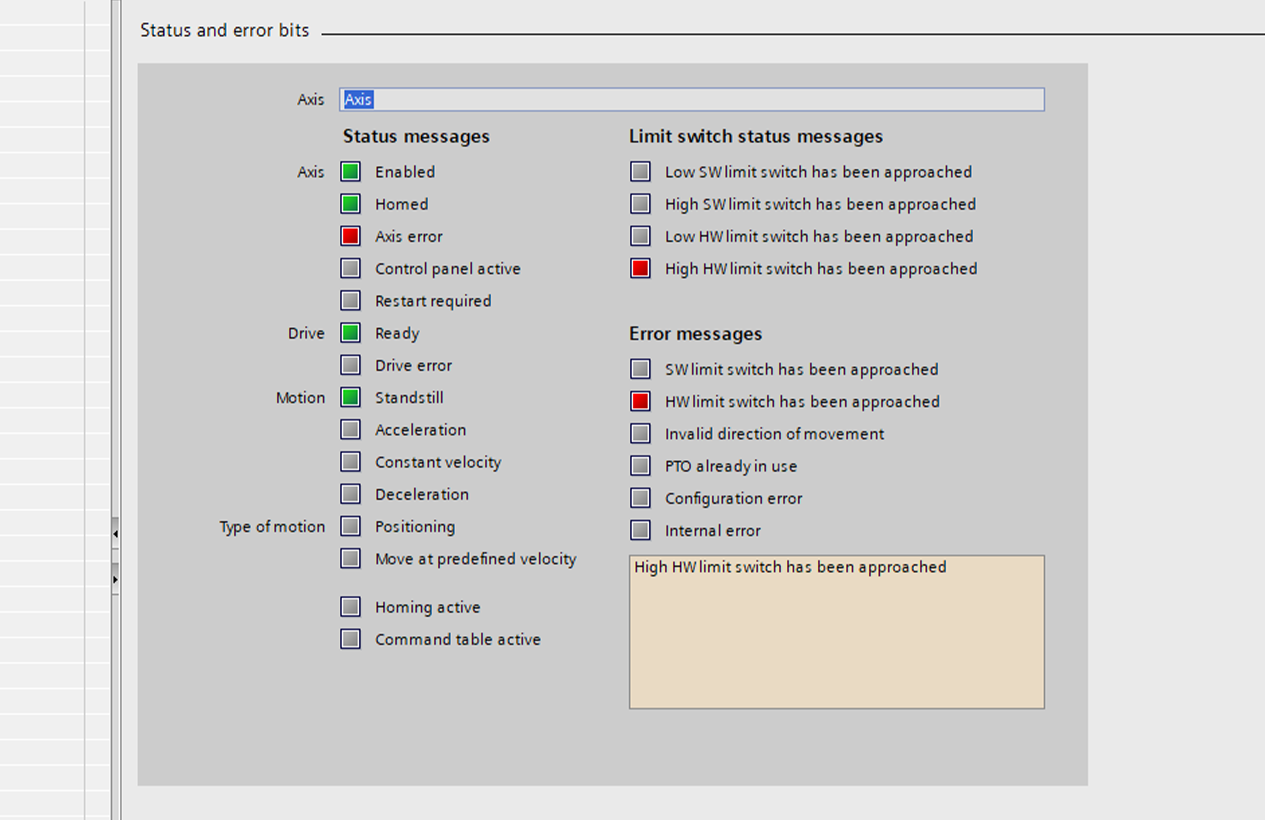 Status and error bits
Axis Axis
Status messages
Axis Enabled
Homed
Axis error
Control panel active
Restart required
Drive Ready
Drive error
Motion Standstill
Acceleration
Constant velocity
Deceleration
Type of motion Positioning
Move at predefined velocity
Homing active
Command table active
Limit switch status messages
Low SW limit switch has been approached
High SW limit switch has been approached
Low HW limit switch has been approached
High HW limit switch has been approached
Error messages
SW limit switch has been approached
HW limit switch has been approached
Invalid direction of movement
PTO already in use
Configuration error
Internal error
High HW limit switch has been approached